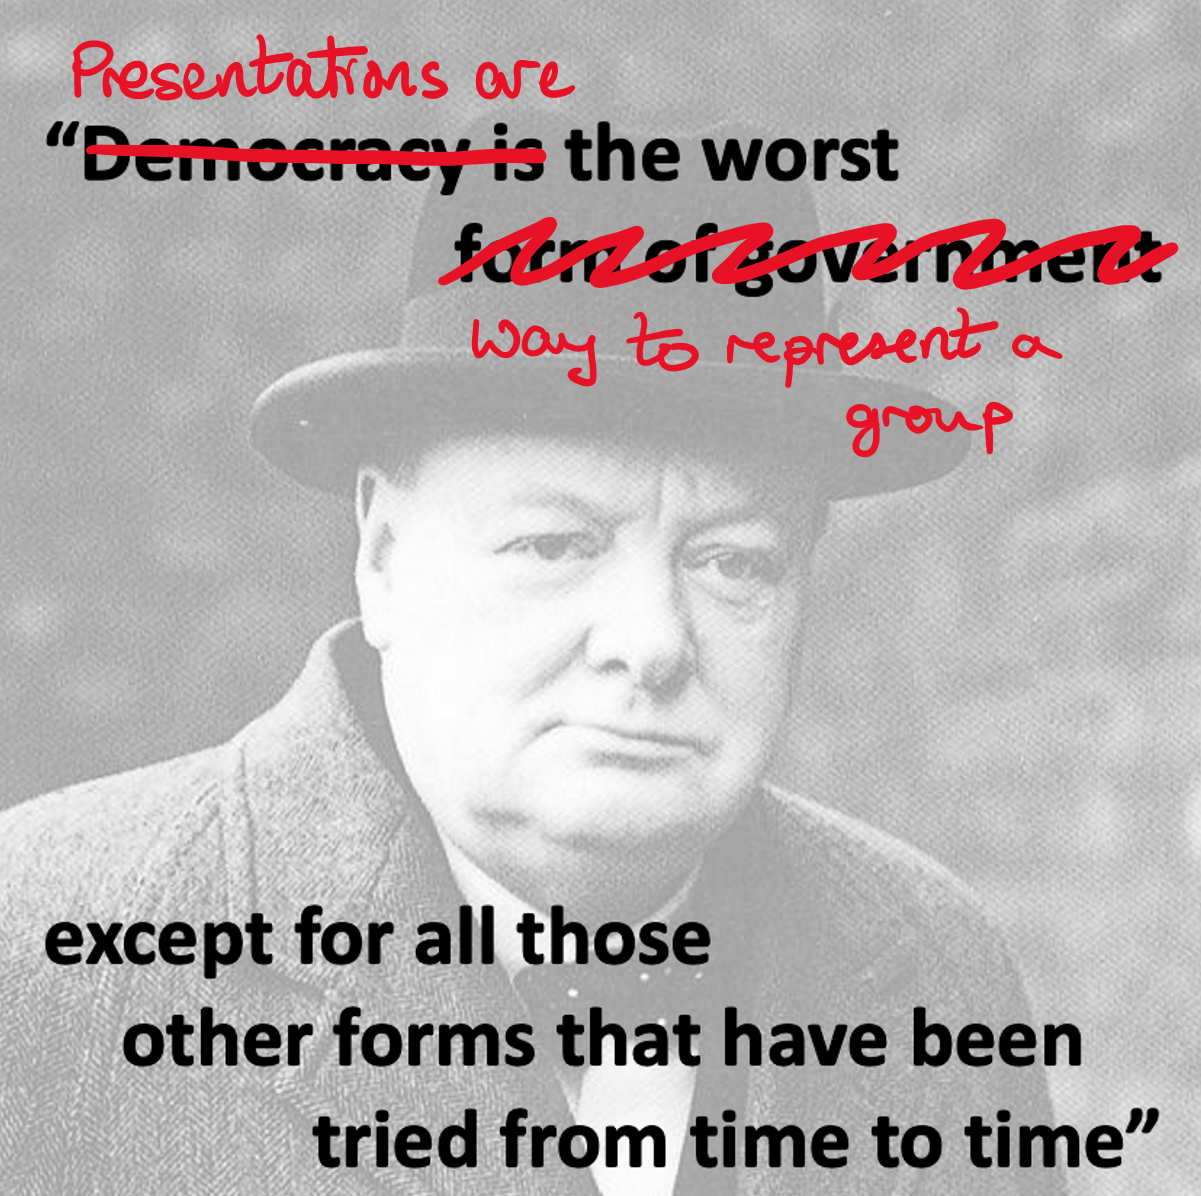 Presentations are
“Democracy is the worst
form of government
way to represent a
group
except for all those
other forms that have been
tried from time to time”